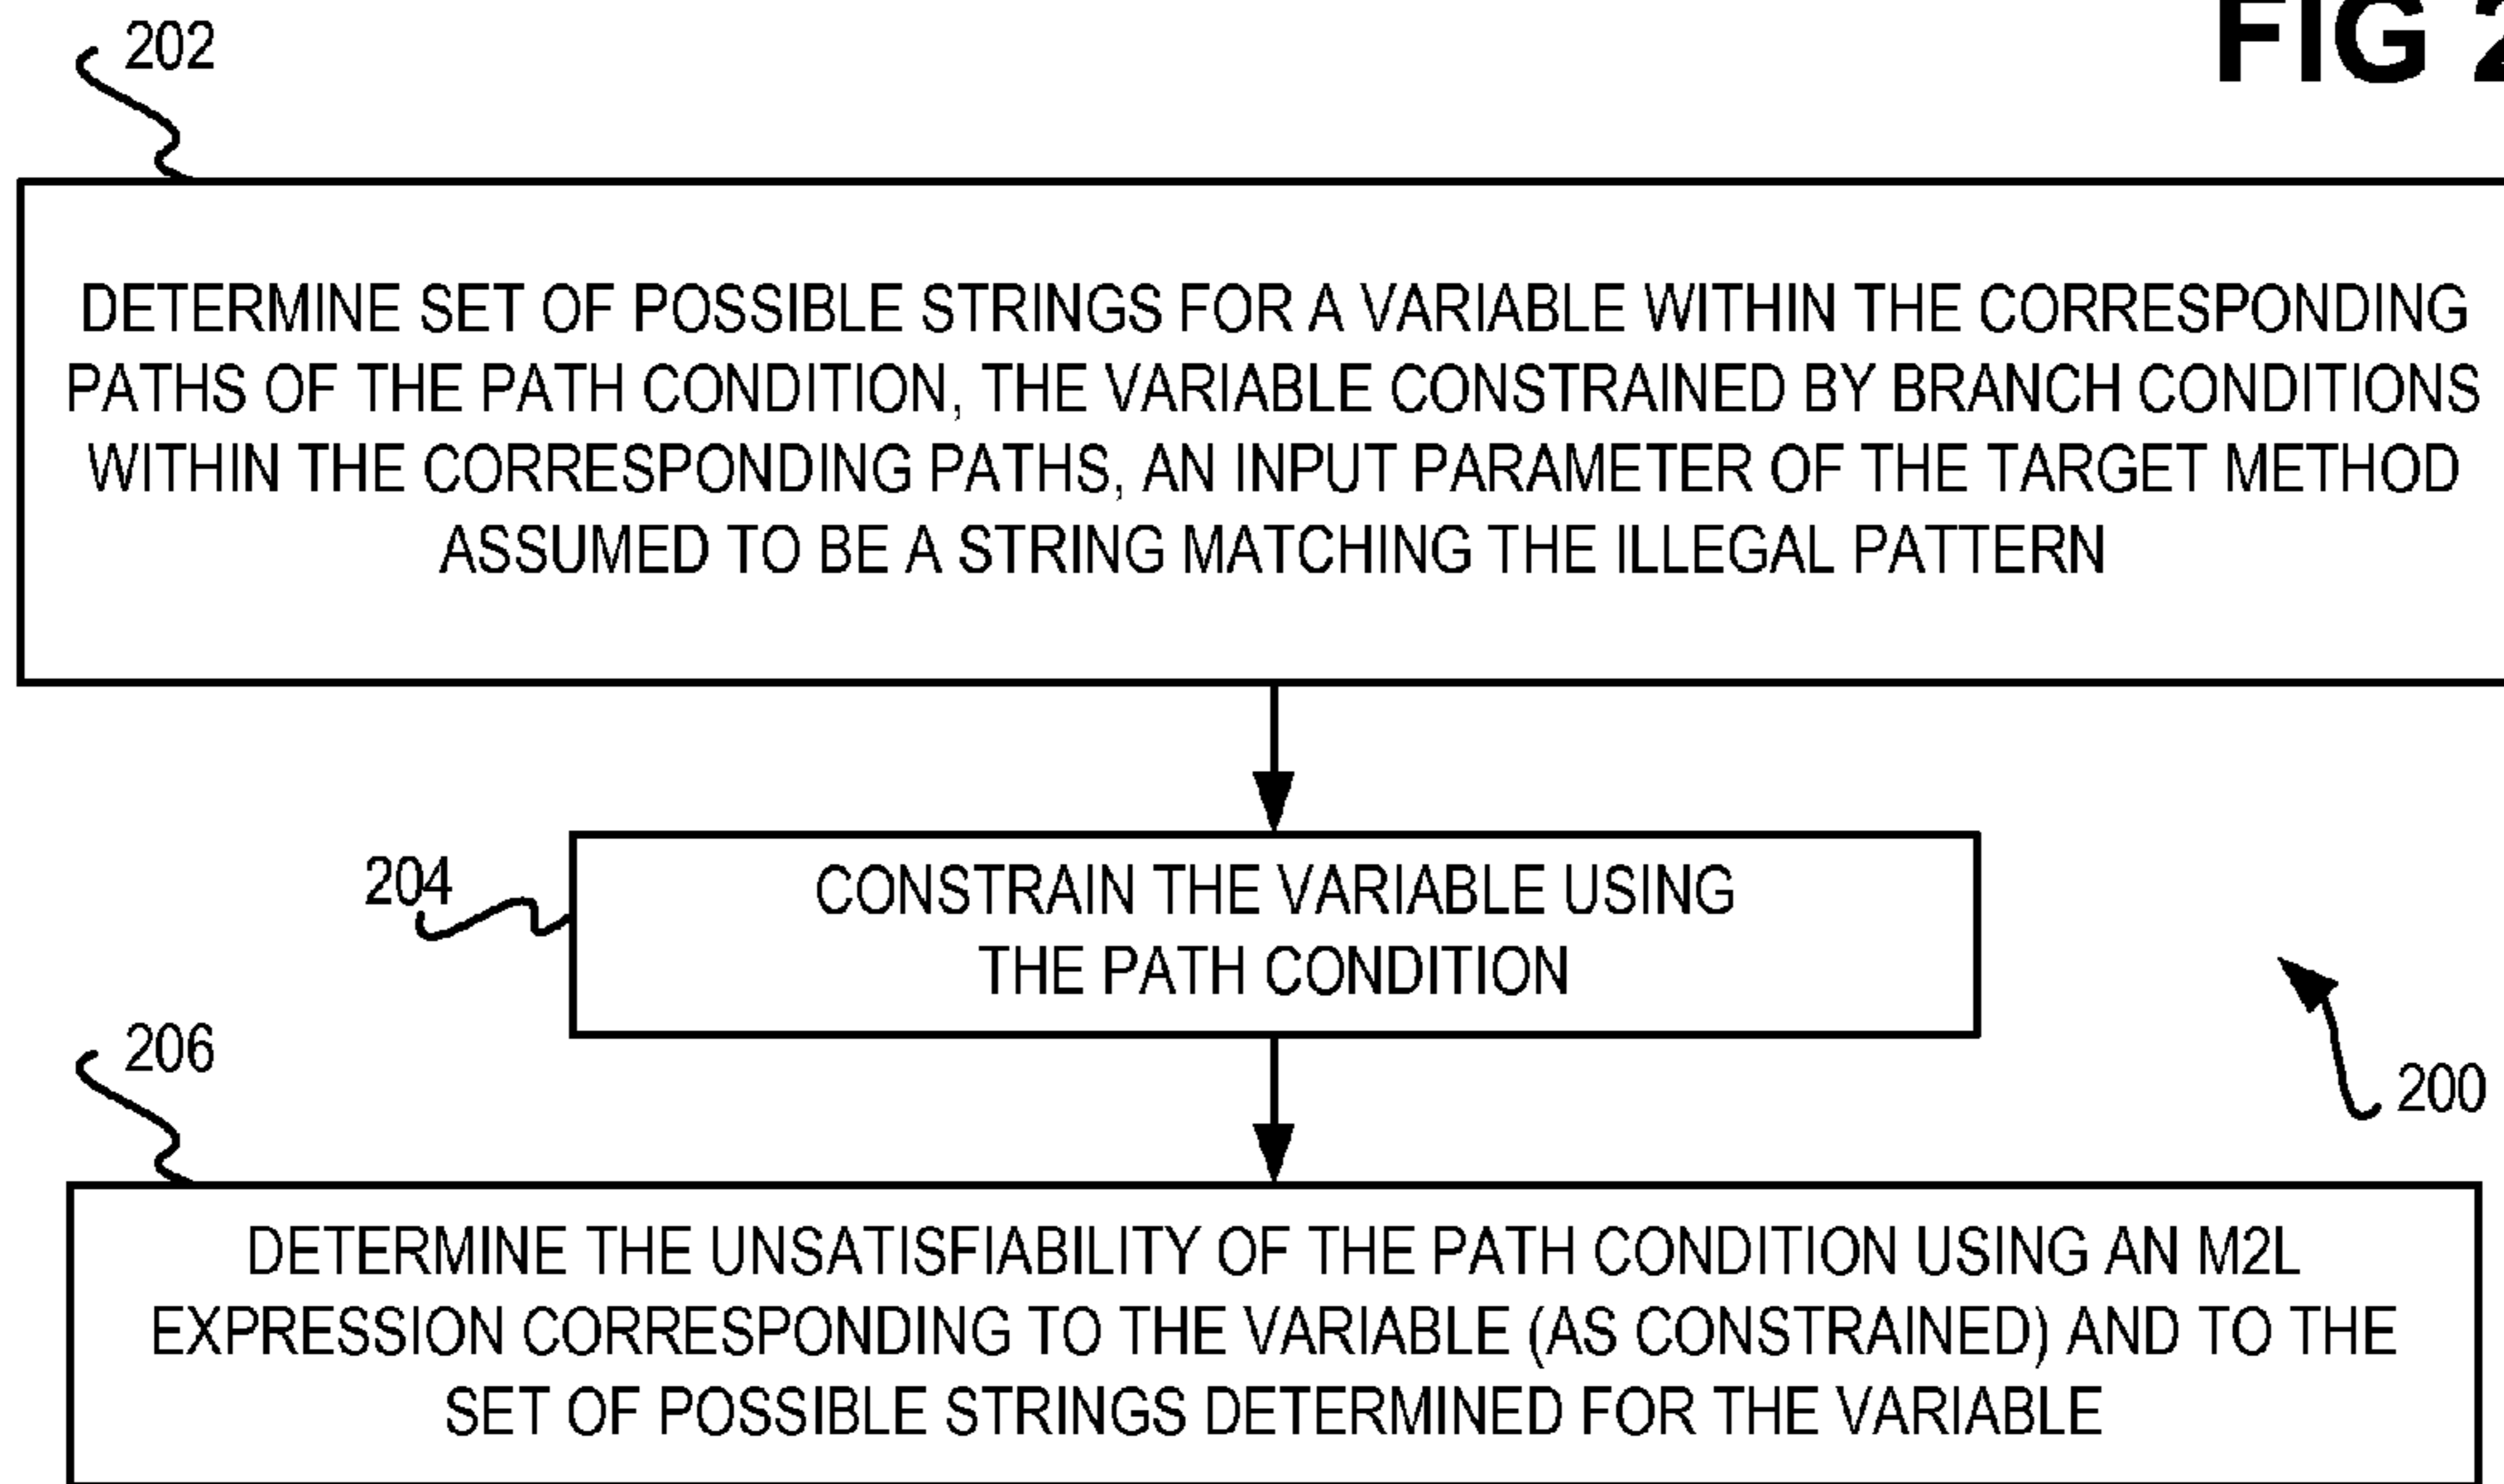 FIG 2
202
DETERMINE SET OF POSSIBLE STRINGS FOR A VARIABLE WITHIN THE CORRESPONDING
PATHS OF THE PATH CONDITION, THE VARIABLE CONSTRAINED BY BRANCH CONDITIONS
WITHIN THE CORRESPONDING PATHS, AN INPUT PARAMETER OF THE TARGET METHOD
ASSUMED TO BE A STRING MATCHING THE ILLEGAL PATTERN
204
CONSTRAIN THE VARIABLE USING
THE PATH CONDITION
206
200
DETERMINE THE UNSATISFIABILITY OF THE PATH CONDITION USING AN M2L
EXPRESSION CORRESPONDING TO THE VARIABLE (AS CONSTRAINED) AND TO THE
SET OF POSSIBLE STRINGS DETERMINED FOR THE VARIABLE